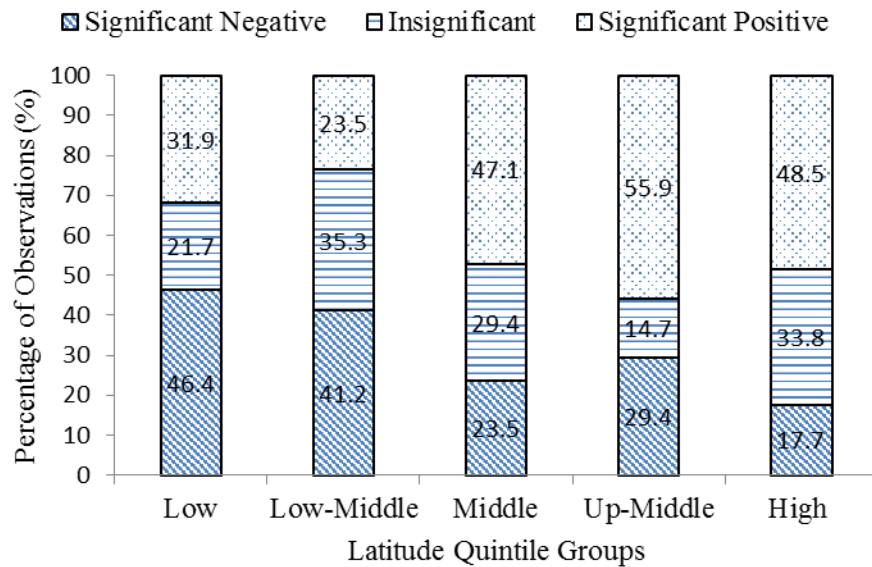 Significant Negative Insignificant Significant Positive
Percentage of Observations (%)
100
90
80
70
60
50
40
30
20
10
0
31.9 23.5 47.1 55.9 48.5
21.7 35.3 29.4 14.7 33.8
46.4 41.2 23.5 29.4 17.7
Low Low-Middle Middle Up-Middle High
Latitude Quintile Groups